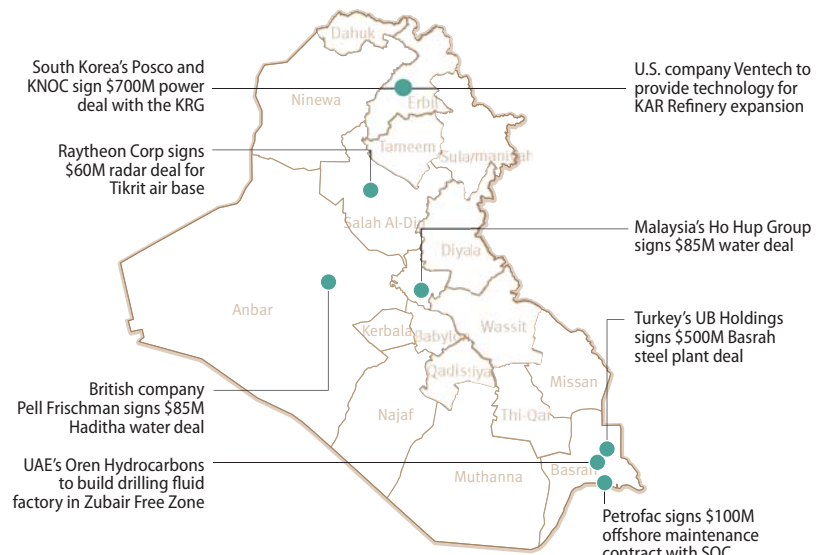 Dahuk
South Korea's Posco and
KNOC sign $700M power
deal with the KRG
U.S. company Ventech to
provide technology for
KAR Refinery expansion
Ninewa
Erbil
Raytheon Corp signs
$60M radar deal for
Tikrit air base
Tameem
Sulaymaniyah
Salah Al-Din
Malaysia's Ho Hup Group
signs $85M water deal
Diyala
Anbar
Kerbala
Babylon
Wassit
Turkey's UB Holdings
signs $500M Basrah
steel plant deal
Qadissiya
Missan
British company
Pell Frischman signs $85M
Haditha water deal
Najaf
Thi-Qar
UAE's Oren Hydrocarbons
to build drilling fluid
factory in Zubair Free Zone
Muthanna
Basrah
Petrofac signs $100M
offshore maintenance
contract with SOC